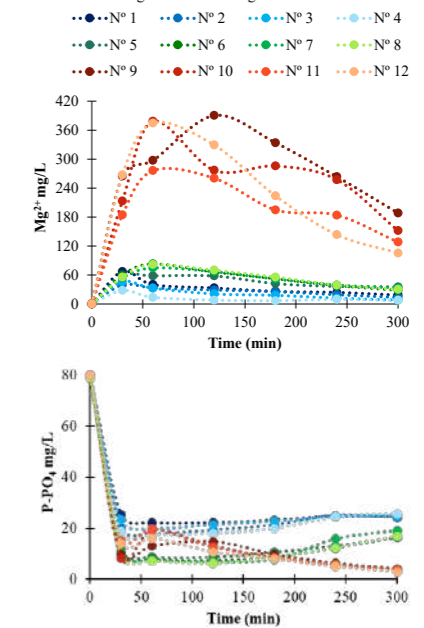 Nº 1 Nº 2 Nº 3 Nº 4
Nº 5 Nº 6 Nº 7 Nº 8
Nº 9 Nº 10 Nº 11 Nº 12
420
360
300
240
180
120
60
0
Mg²⁺ mg/L
0 50 100 150 200 250 300
Time (min)
80
60
40
20
0
P-PO₄ mg/L
0 50 100 150 200 250 300
Time (min)